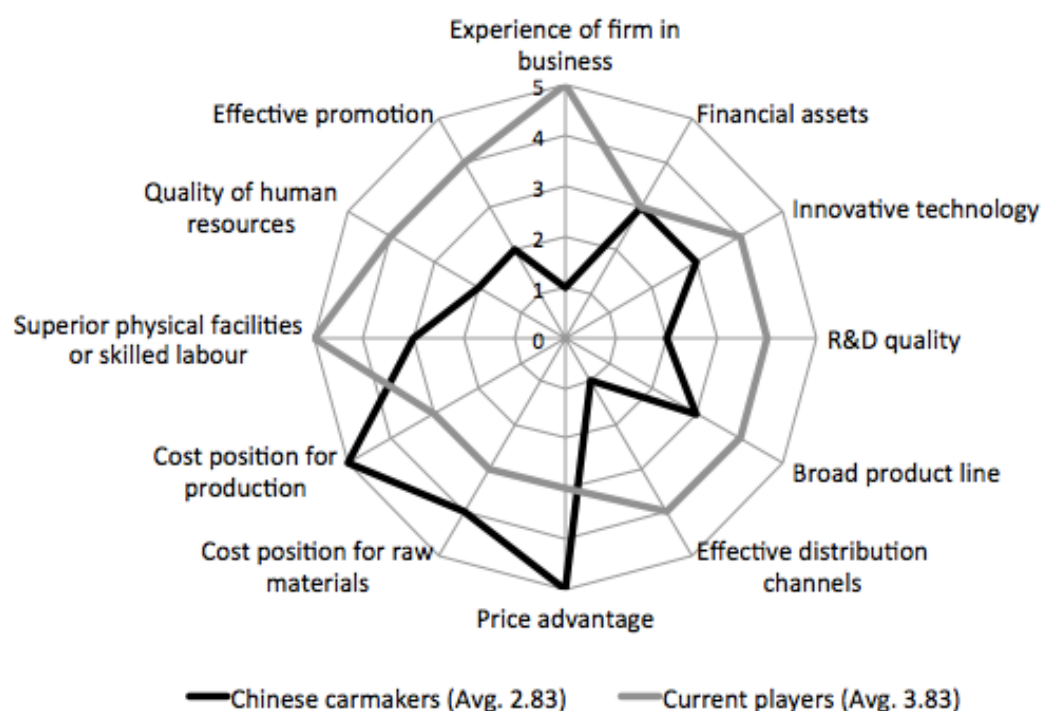 Experience of firm in
business
Financial assets
Innovative technology
R&D quality
Broad product line
Effective distribution
channels
Price advantage
Cost position for raw
materials
Cost position for
production
Superior physical facilities
or skilled labour
Quality of human
resources
Effective promotion
5
4
3
2
1
0
Chinese carmakers (Avg. 2.83)
Current players (Avg. 3.83)